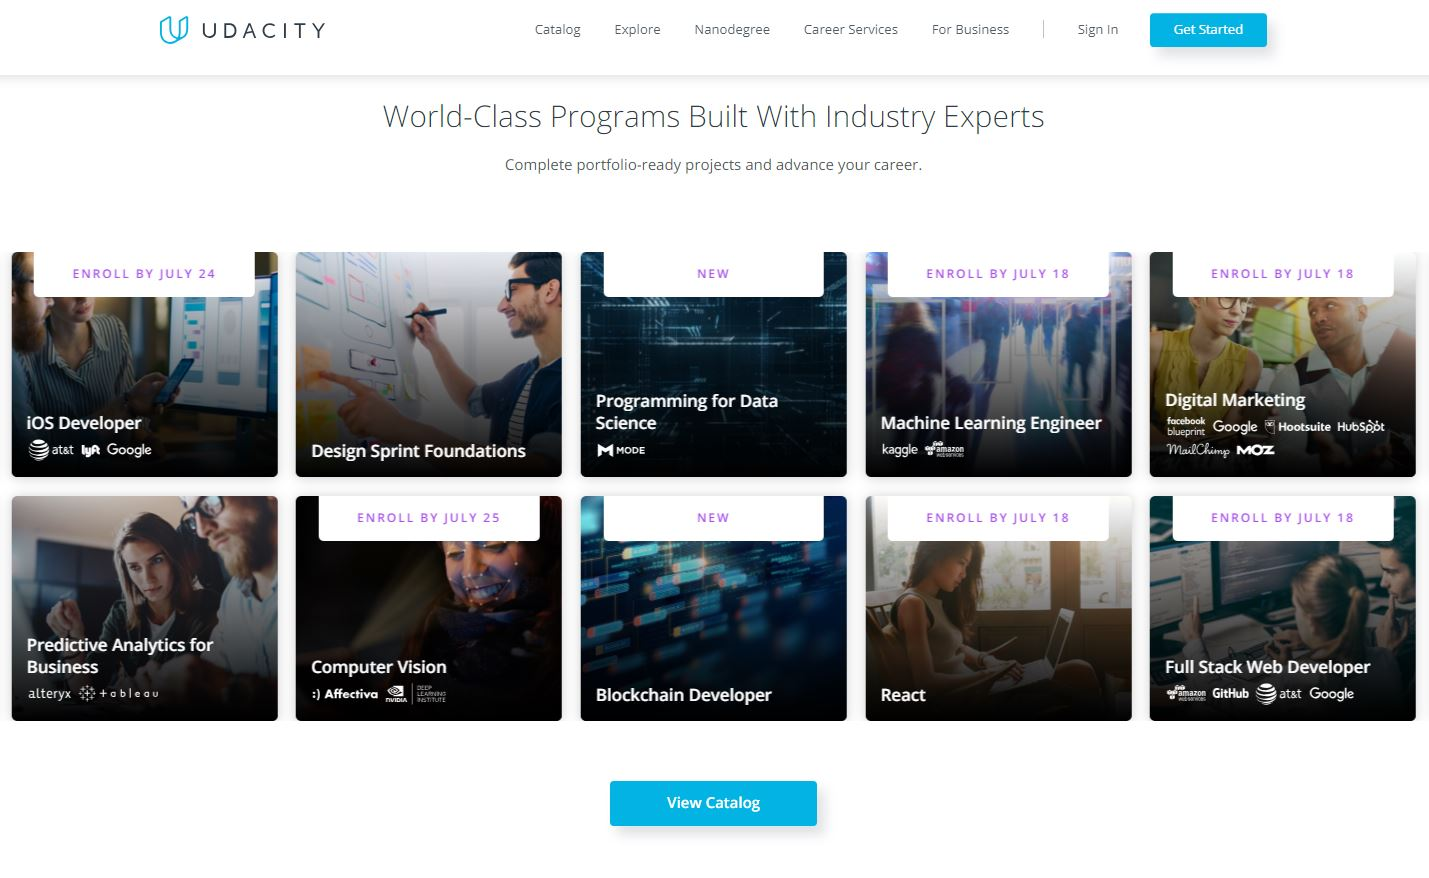 UDACITY
Catalog Explore Nanodegree Career Services For Business Sign In Get Started
World-Class Programs Built With Industry Experts
Complete portfolio-ready projects and advance your career.
ENROLL BY JULY 24
iOS Developer
at&t lyft Google
Design Sprint Foundations
NEW
Programming for Data
Science
MODE
ENROLL BY JULY 18
Machine Learning Engineer
kaggle amazon
webservices
ENROLL BY JULY 18
Digital Marketing
facebook
blueprint Google Hootsuite HubSpot
MailChimp MOZ
Predictive Analytics for
Business
alteryx +ableau
ENROLL BY JULY 25
Computer Vision
:) Affectiva NVIDIA DEEP
LEARNING
INSTITUTE
NEW
Blockchain Developer
ENROLL BY JULY 18
React
ENROLL BY JULY 18
Full Stack Web Developer
amazon
webservices GitHub at&t Google
View Catalog